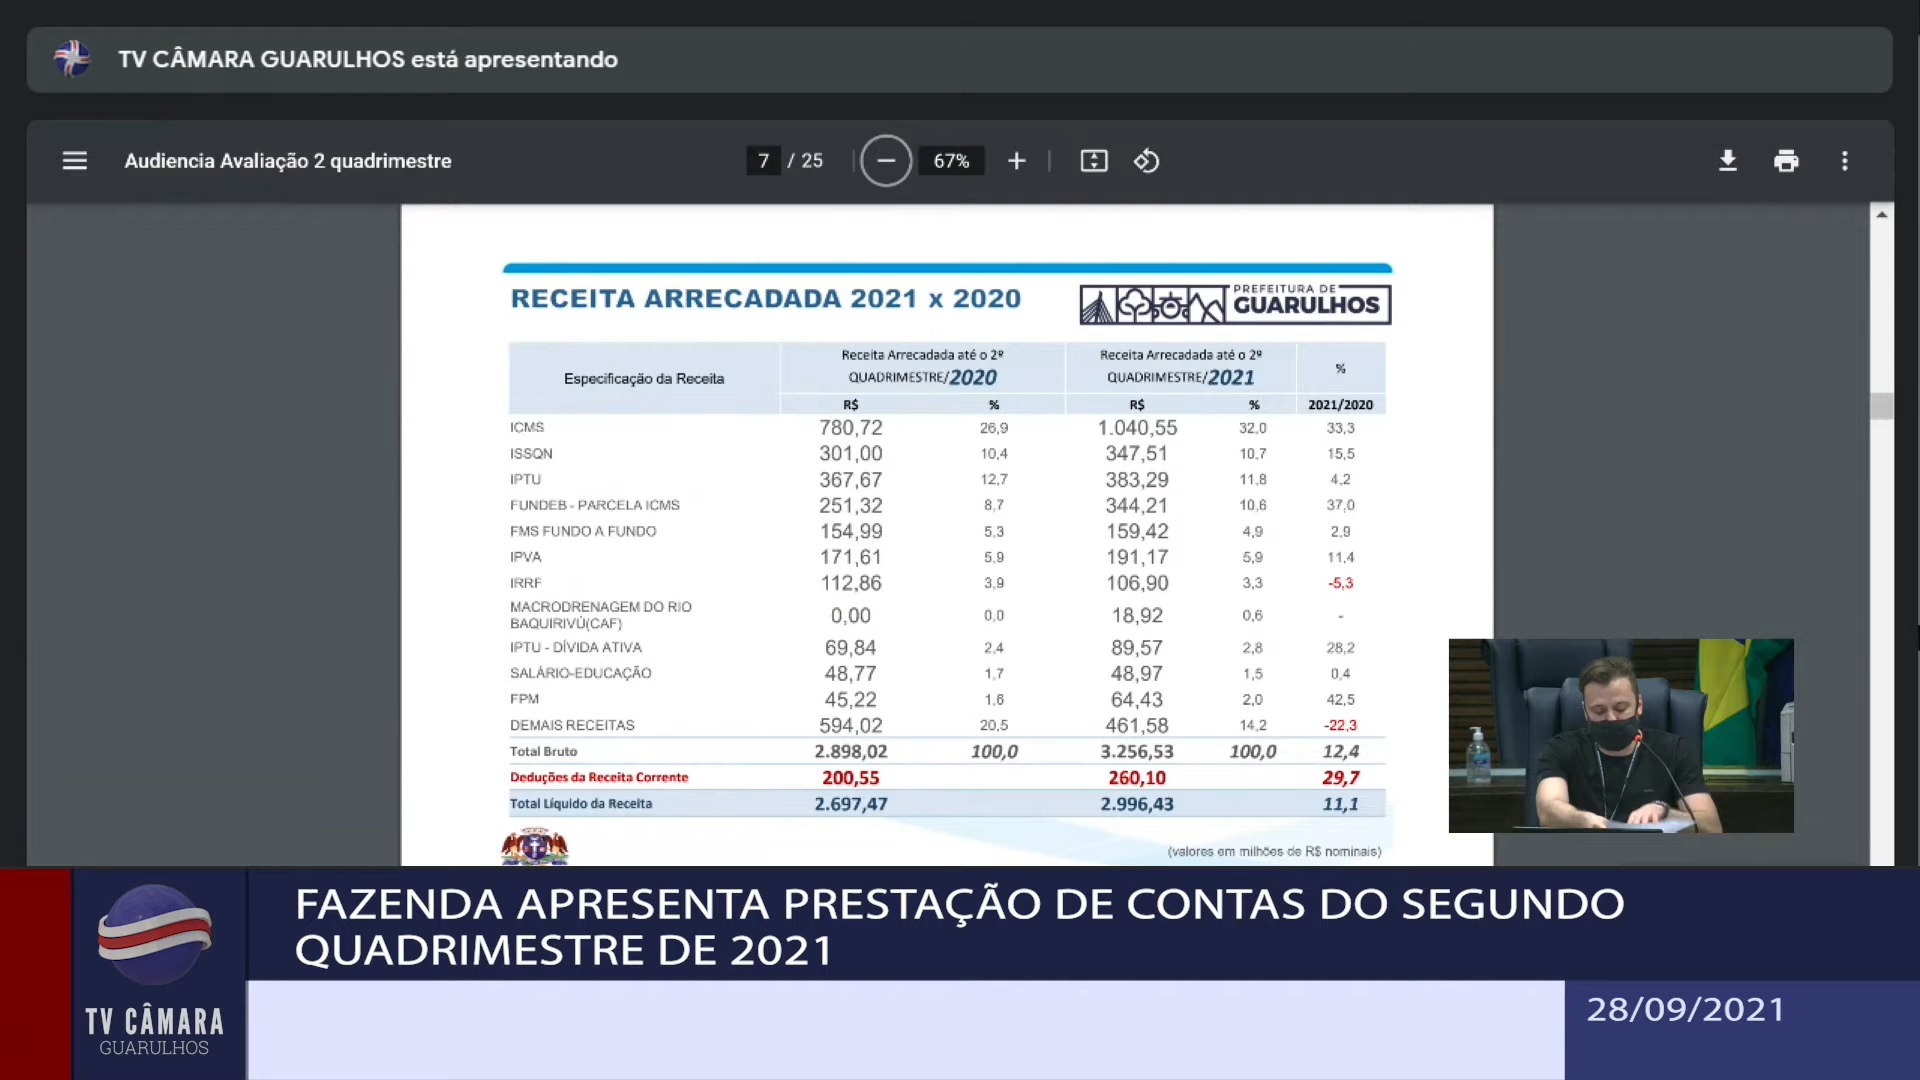 TV CÂMARA GUARULHOS está apresentando
Audiencia Avaliação 2 quadrimestre
7 / 25
67%
RECEITA ARRECADADA 2021 x 2020
PREFEITURA DE
GUARULHOS
Especificação da Receita
Receita Arrecadada até o 2º
QUADRIMESTRE/2020
Receita Arrecadada até o 2º
QUADRIMESTRE/2021
%
R$ % R$ % 2021/2020
ICMS 780,72 26,9 1.040,55 32,0 33,3
ISSQN 301,00 10,4 347,51 10,7 15,5
IPTU 367,67 12,7 383,29 11,8 4,2
FUNDEB - PARCELA ICMS 251,32 8,7 344,21 10,6 37,0
FMS FUNDO A FUNDO 154,99 5,3 159,42 4,9 2,9
IPVA 171,61 5,9 191,17 5,9 11,4
IRRF 112,86 3,9 106,90 3,3 -5,3
MACRODRENAGEM DO RIO
BAQUIRIVÚ(CAF) 0,00 0,0 18,92 0,6 -
IPTU - DÍVIDA ATIVA 69,84 2,4 89,57 2,8 28,2
SALÁRIO-EDUCAÇÃO 48,77 1,7 48,97 1,5 0,4
FPM 45,22 1,6 64,43 2,0 42,5
DEMAIS RECEITAS 594,02 20,5 461,58 14,2 -22,3
Total Bruto 2.898,02 100,0 3.256,53 100,0 12,4
Deduções da Receita Corrente 200,55 260,10 29,7
Total Líquido da Receita 2.697,47 2.996,43 11,1
(valores em milhões de R$ nominais)
FAZENDA APRESENTA PRESTAÇÃO DE CONTAS DO SEGUNDO
QUADRIMESTRE DE 2021
TV CÂMARA
GUARULHOS
28/09/2021